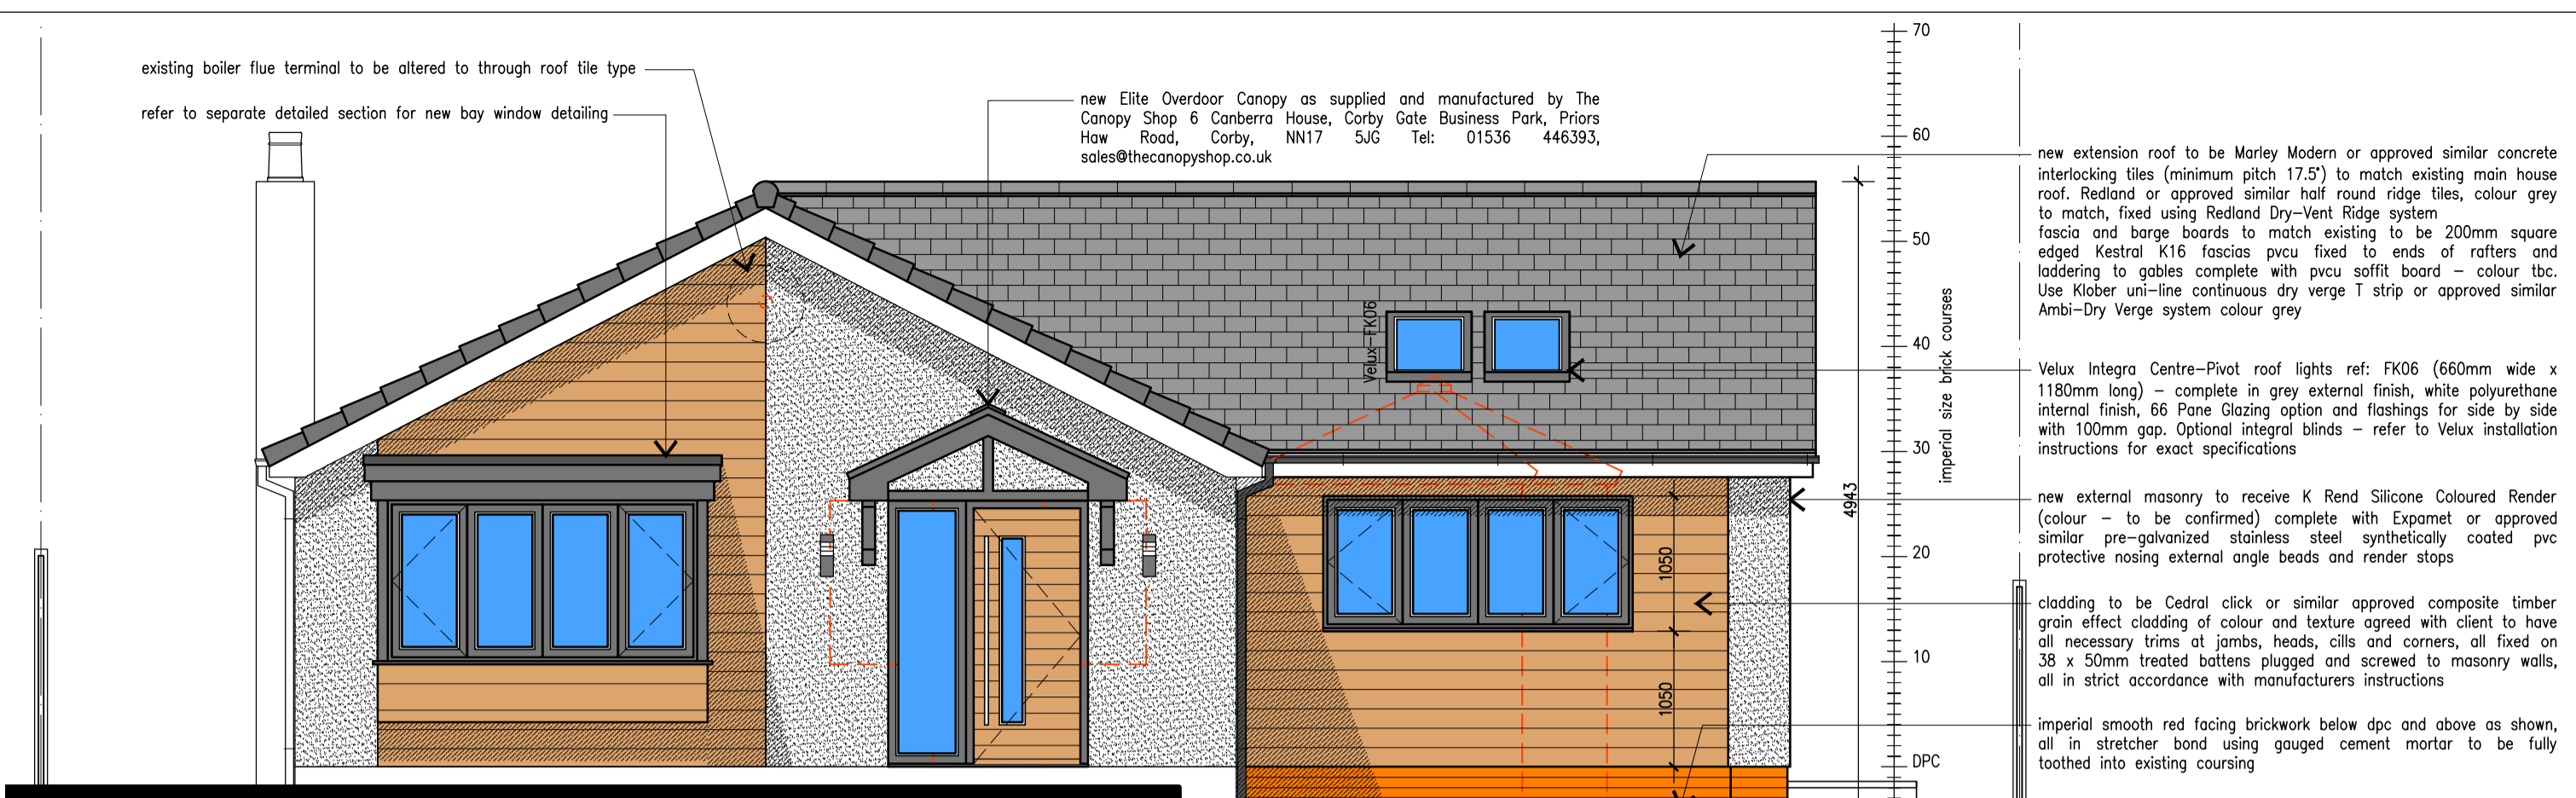 existing boiler flue terminal to be altered to through roof tile type
refer to separate detailed section for new bay window detailing
new Elite Overdoor Canopy as supplied and manufactured by The
Canopy Shop 6 Canberra House, Corby Gate Business Park, Priors
Haw Road, Corby, NN17 5JG Tel: 01536 446393,
sales@thecanopyshop.co.uk
Velux-FK06
1050
1050
4943
70
60
50
40
30
20
10
DPC
imperial size brick courses
new extension roof to be Marley Modern or approved similar concrete
interlocking tiles (minimum pitch 17.5°) to match existing main house
roof. Redland or approved similar half round ridge tiles, colour grey
to match, fixed using Redland Dry-Vent Ridge system
fascia and barge boards to match existing to be 200mm square
edged Kestral K16 fascias pvcu fixed to ends of rafters and
laddering to gables complete with pvcu soffit board – colour tbc.
Use Klober uni-line continuous dry verge T strip or approved similar
Ambi-Dry Verge system colour grey
Velux Integra Centre-Pivot roof lights ref: FK06 (660mm wide x
1180mm long) – complete in grey external finish, white polyurethane
internal finish, 66 Pane Glazing option and flashings for side by side
with 100mm gap. Optional integral blinds – refer to Velux installation
instructions for exact specifications
new external masonry to receive K Rend Silicone Coloured Render
(colour – to be confirmed) complete with Expamet or approved
similar pre-galvanized stainless steel synthetically coated pvc
protective nosing external angle beads and render stops
cladding to be Cedral click or similar approved composite timber
grain effect cladding of colour and texture agreed with client to have
all necessary trims at jambs, heads, cills and corners, all fixed on
38 x 50mm treated battens plugged and screwed to masonry walls,
all in strict accordance with manufacturers instructions
imperial smooth red facing brickwork below dpc and above as shown,
all in stretcher bond using gauged cement mortar to be fully
toothed into existing coursing